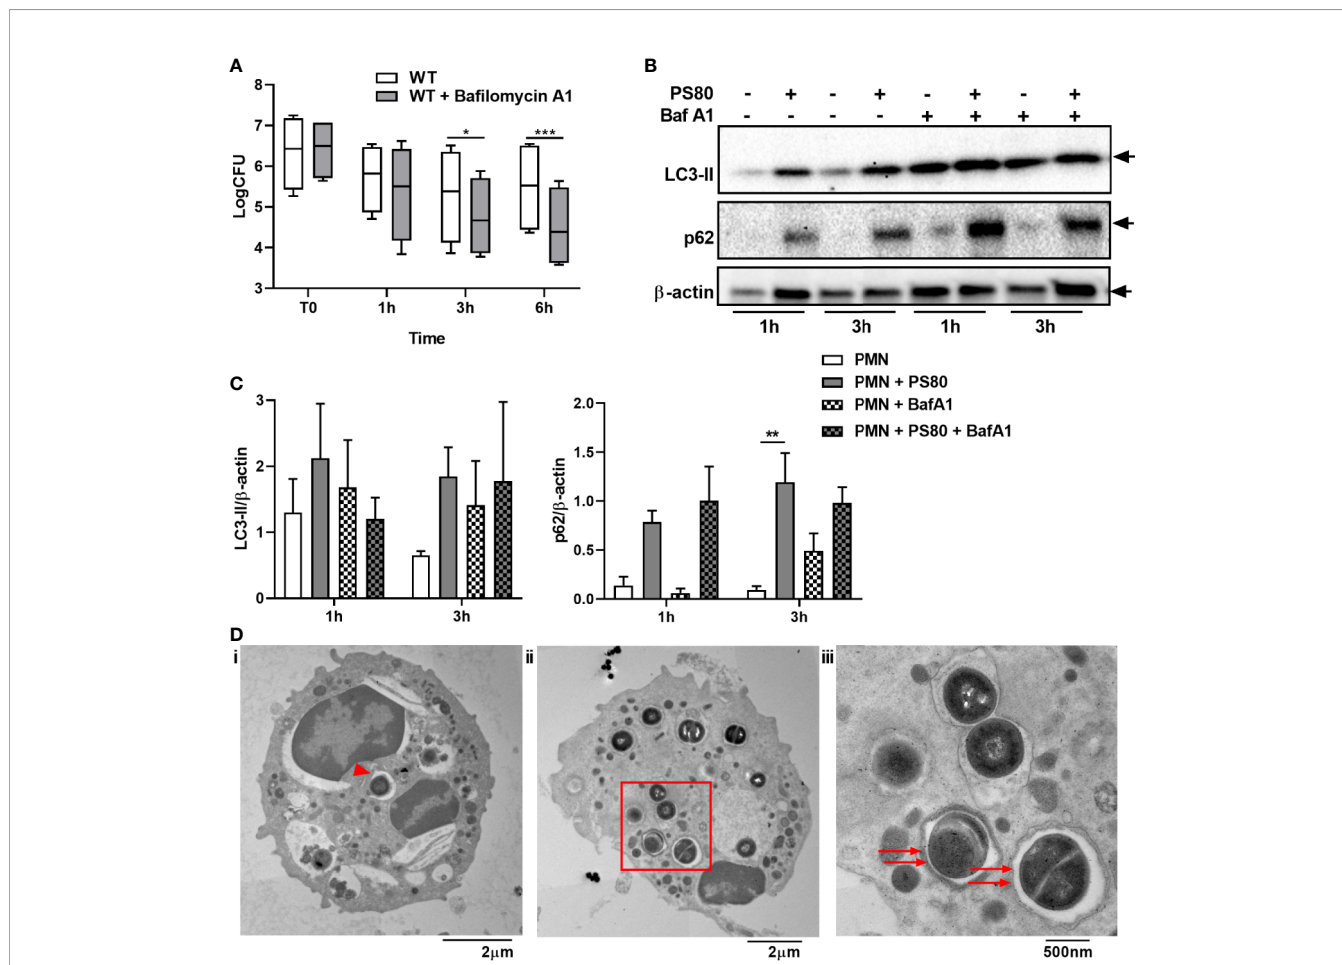 A
WT
WT + Bafilomycin A1
8
7
6
5
4
3
LogCFU
*
***
T0 1h 3h 6h
Time
B
PS80 - + - + - + - +
Baf A1 - - - - + + + +
LC3-II
p62
β-actin
1h 3h 1h 3h
PMN
PMN + PS80
PMN + BafA1
PMN + PS80 + BafA1
C
3
2
1
0
LC3-II/β-actin
1h 3h
2.0
1.5
1.0
0.5
0.0
p62/β-actin
**
1h 3h
D
i ii iii
2μm 2μm 500nm